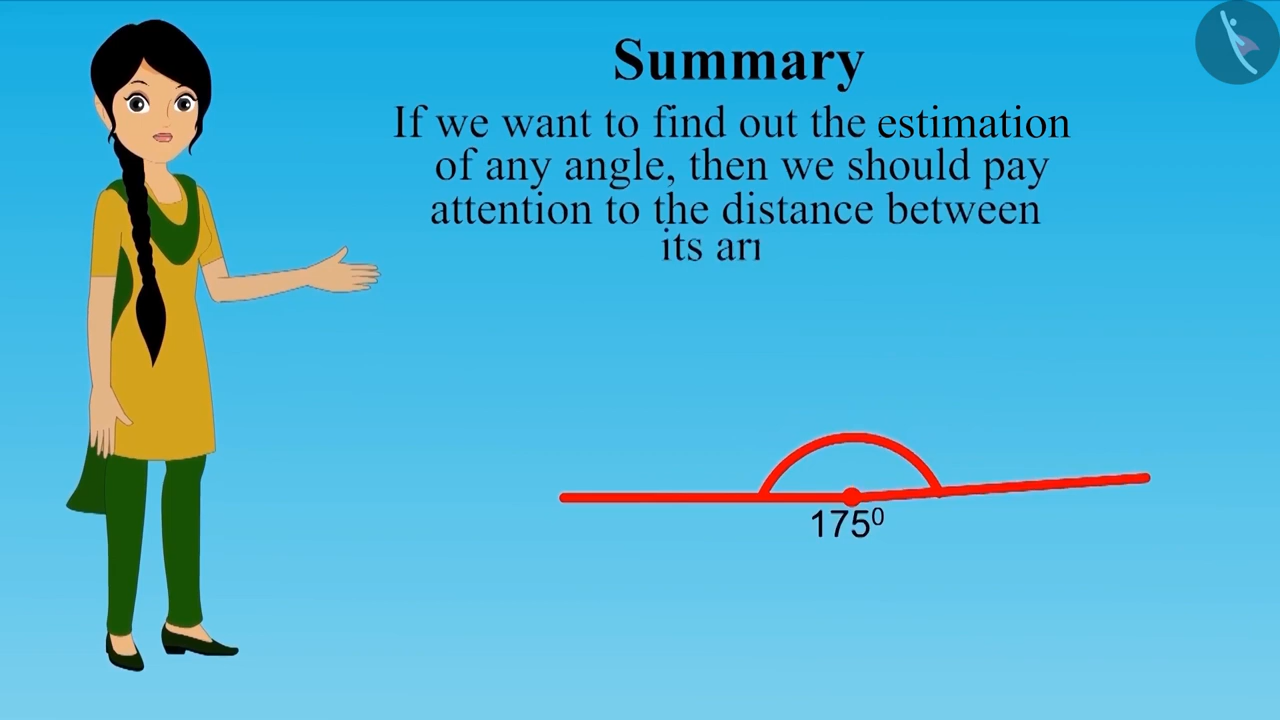 Summary
If we want to find out the estimation
of any angle, then we should pay
attention to the distance between
its
175⁰